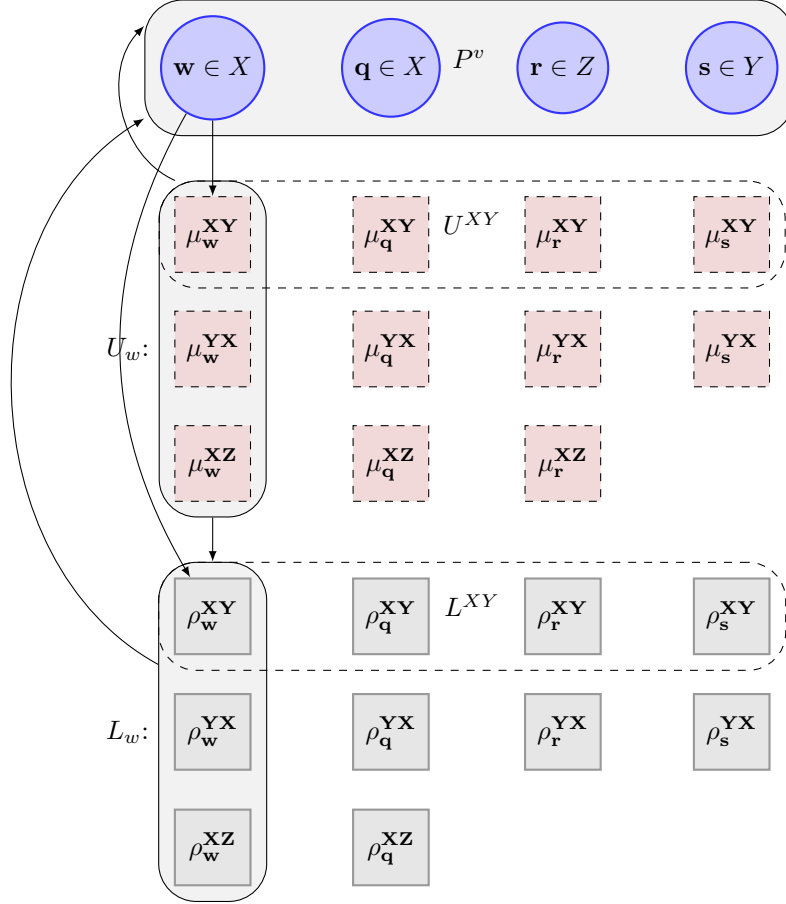 w ∈ X q ∈ X P^v r ∈ Z s ∈ Y
μ_w^XY μ_q^XY U^XY μ_r^XY μ_s^XY
U_w: μ_w^YX μ_q^YX μ_r^YX μ_s^YX
μ_w^XZ μ_q^XZ μ_r^XZ
ρ_w^XY ρ_q^XY L^XY ρ_r^XY ρ_s^XY
L_w: ρ_w^YX ρ_q^YX ρ_r^YX ρ_s^YX
ρ_w^XZ ρ_q^XZ